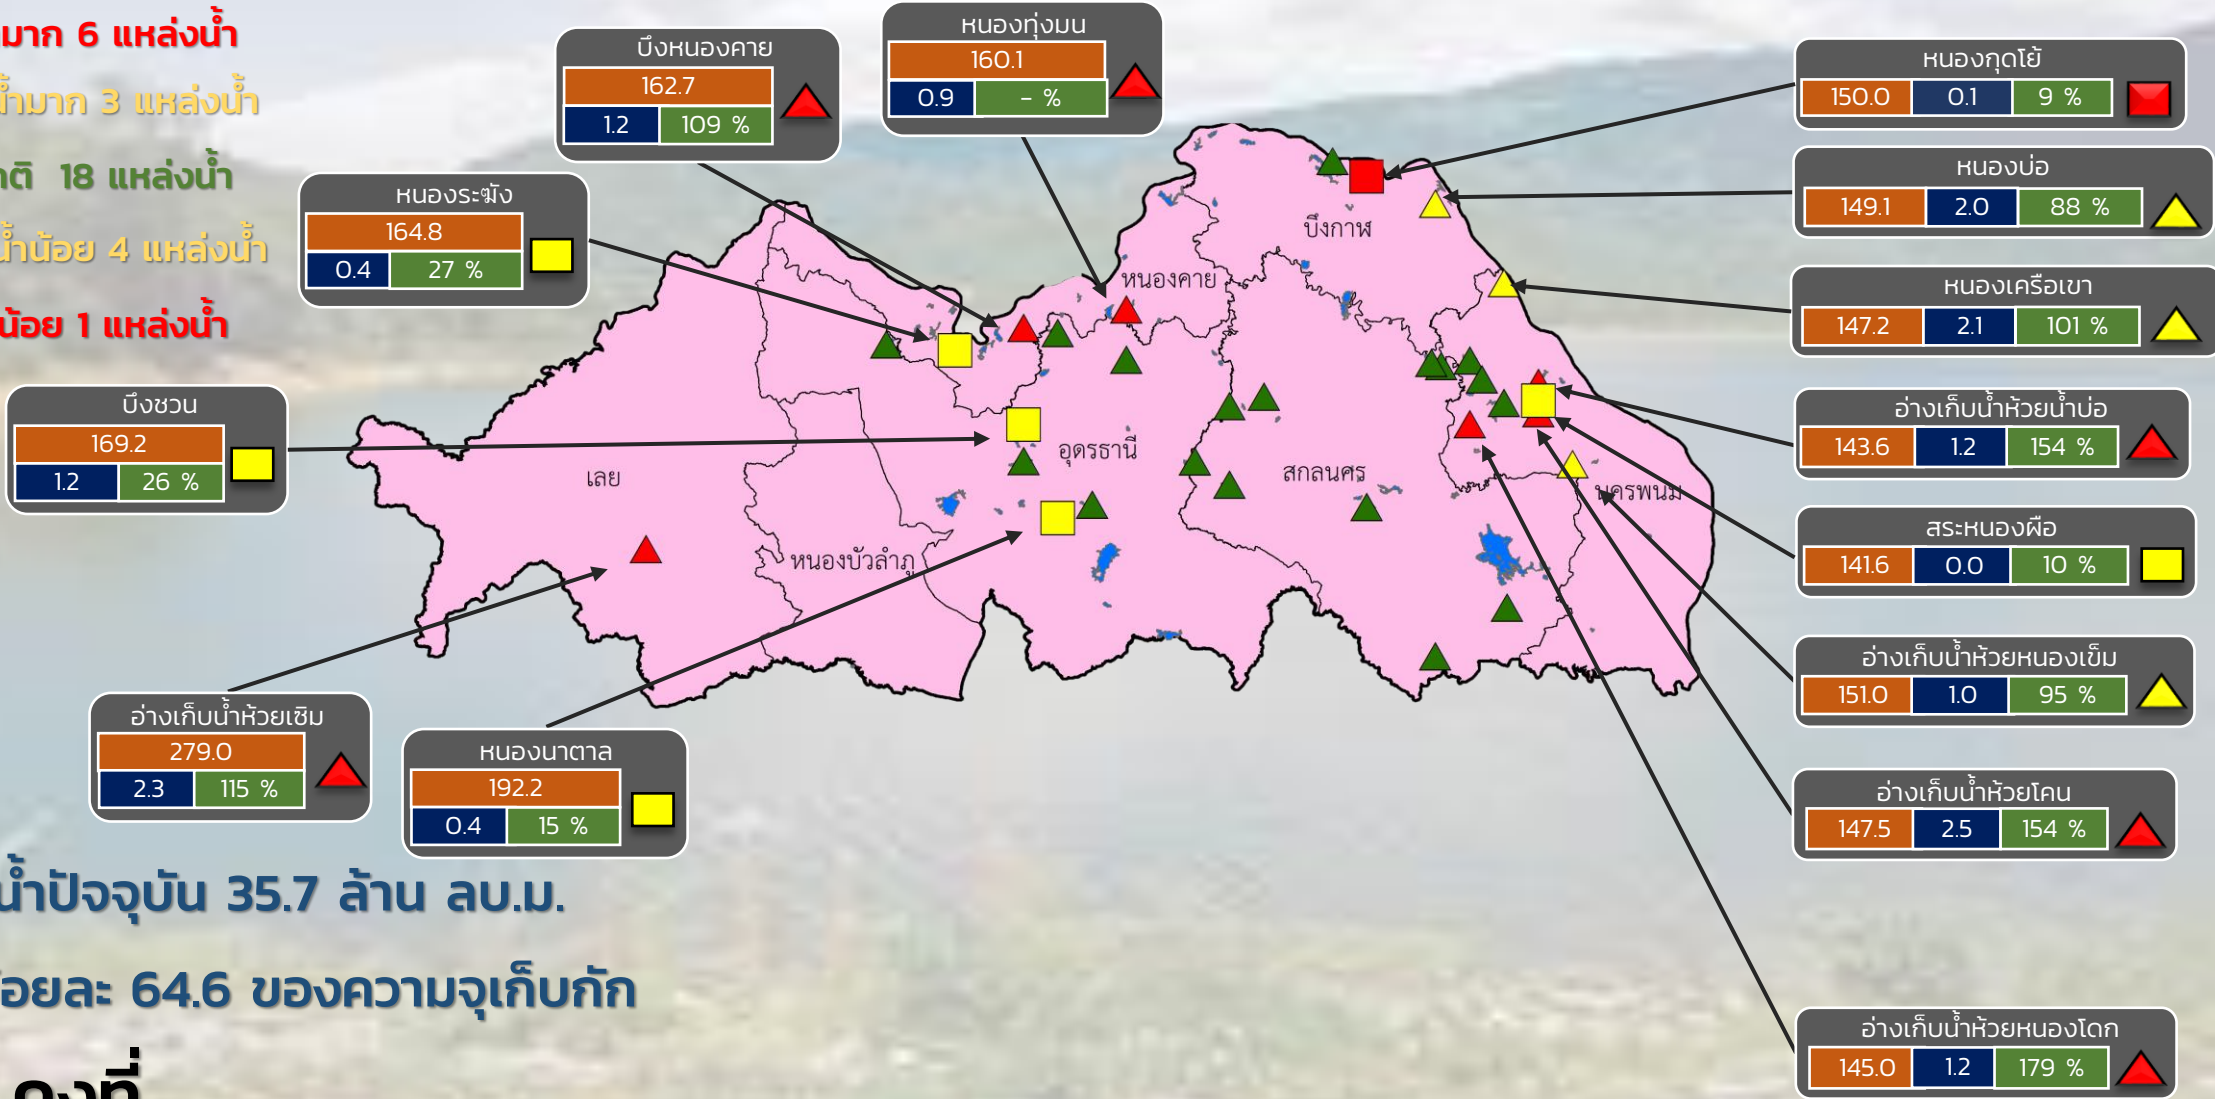 มาก 6 แหล่งน้ำ
น้ำมาก 3 แหล่งน้ำ
18 แหล่งน้ำ
น้ำน้อย 4 แหล่งน้ำ
น้อย 1 แหล่งน้ำ
บึงหนองคาย
162.7
1.2 109 %
หนองทุ่งมน
160.1
0.9 - %
หนองระฆัง
164.8
0.4 27 %
บึงชวน
169.2
1.2 26 %
อ่างเก็บน้ำห้วยเซิม
279.0
2.3 115 %
หนองนาตาล
192.2
0.4 15 %
บึงกาฬ
หนองคาย
เลย
อุดรธานี
สกลนคร
นครพนม
หนองบัวลำภู
หนองกุดโย้
150.0 0.1 9 %
หนองบ่อ
149.1 2.0 88 %
หนองเครือเขา
147.2 2.1 101 %
อ่างเก็บน้ำห้วยน้ำบ่อ
143.6 1.2 154 %
สระหนองผือ
141.6 0.0 10 %
อ่างเก็บน้ำห้วยหนองเข็ม
151.0 1.0 95 %
อ่างเก็บน้ำห้วยโคน
147.5 2.5 154 %
อ่างเก็บน้ำห้วยหนองโดก
145.0 1.2 179 %
น้ำปัจจุบัน 35.7 ล้าน ลบ.ม.
้อยละ 64.6 ของความจุเก็บกัก
คงที่